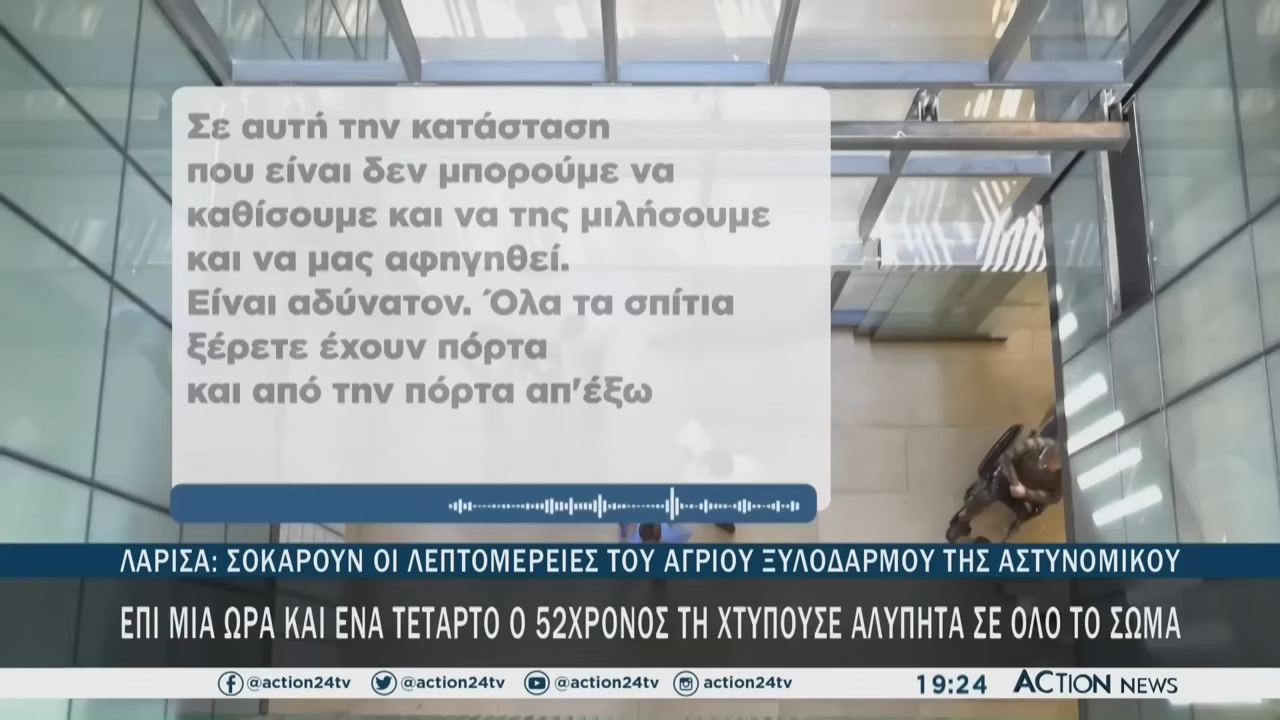 Σε αυτή την κατάσταση
που είναι δεν μπορούμε να
καθίσουμε και να της μιλήσουμε
και να μας αφηγηθεί.
Είναι αδύνατον. Όλα τα σπίτια
ξέρετε έχουν πόρτα
και από την πόρτα απ'έξω
ΛΑΡΙΣΑ: ΣΟΚΑΡΟΥΝ ΟΙ ΛΕΠΤΟΜΕΡΕΙΕΣ ΤΟΥ ΑΓΡΙΟΥ ΞΥΛΟΔΑΡΜΟΥ ΤΗΣ ΑΣΤΥΝΟΜΙΚΟΥ
ΕΠΙ ΜΙΑ ΩΡΑ ΚΑΙ ΕΝΑ ΤΕΤΑΡΤΟ Ο 52ΧΡΟΝΟΣ ΤΗ ΧΤΥΠΟΥΣΕ ΑΛΥΠΗΤΑ ΣΕ ΟΛΟ ΤΟ ΣΩΜΑ
@action24tv @action24tv @action24tv action24tv 19:24 ACTION NEWS